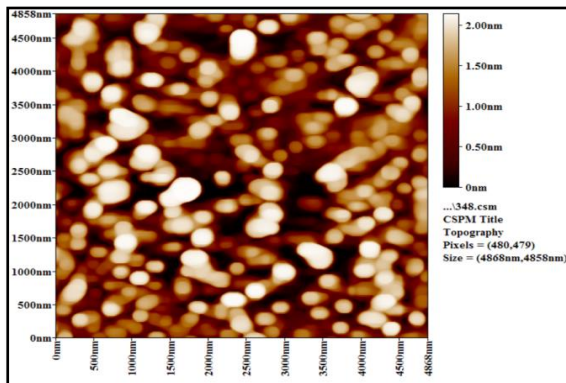 4858nm
4500nm
4000nm
3500nm
3000nm
2500nm
2000nm
1500nm
1000nm
500nm
0nm
0nm
500nm
1000nm
1500nm
2000nm
2500nm
3000nm
3500nm
4000nm
4500nm
4868nm
2.00nm
1.50nm
1.00nm
0.50nm
0nm
...\348.csm
CSPM Title
Topography
Pixels = (480,479)
Size = (4868nm,4858nm)